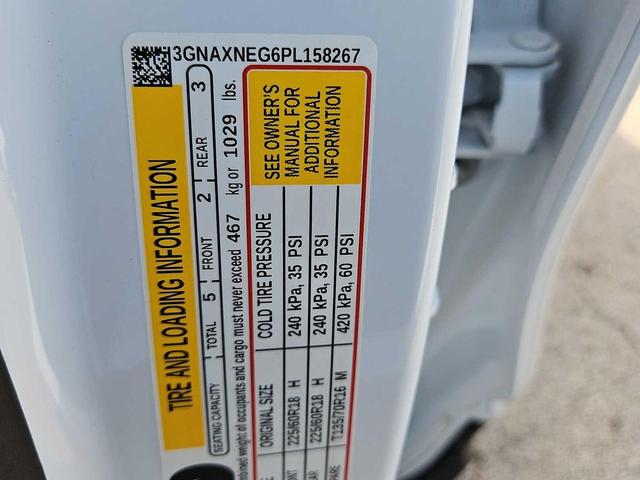 3GNAXNEG6PL158267
TIRE AND LOADING INFORMATION
SEATING CAPACITY TOTAL 5 FRONT 2 REAR 3
weight of occupants and cargo must never exceed 467 kg or 1029 lbs.
ORIGINAL SIZE COLD TIRE PRESSURE SEE OWNER'S
MANUAL FOR
ADDITIONAL
INFORMATION
225/60R18 H 240 kPa, 35 PSI
225/60R18 H 240 kPa, 35 PSI
T135/70R16 M 420 kPa, 60 PSI